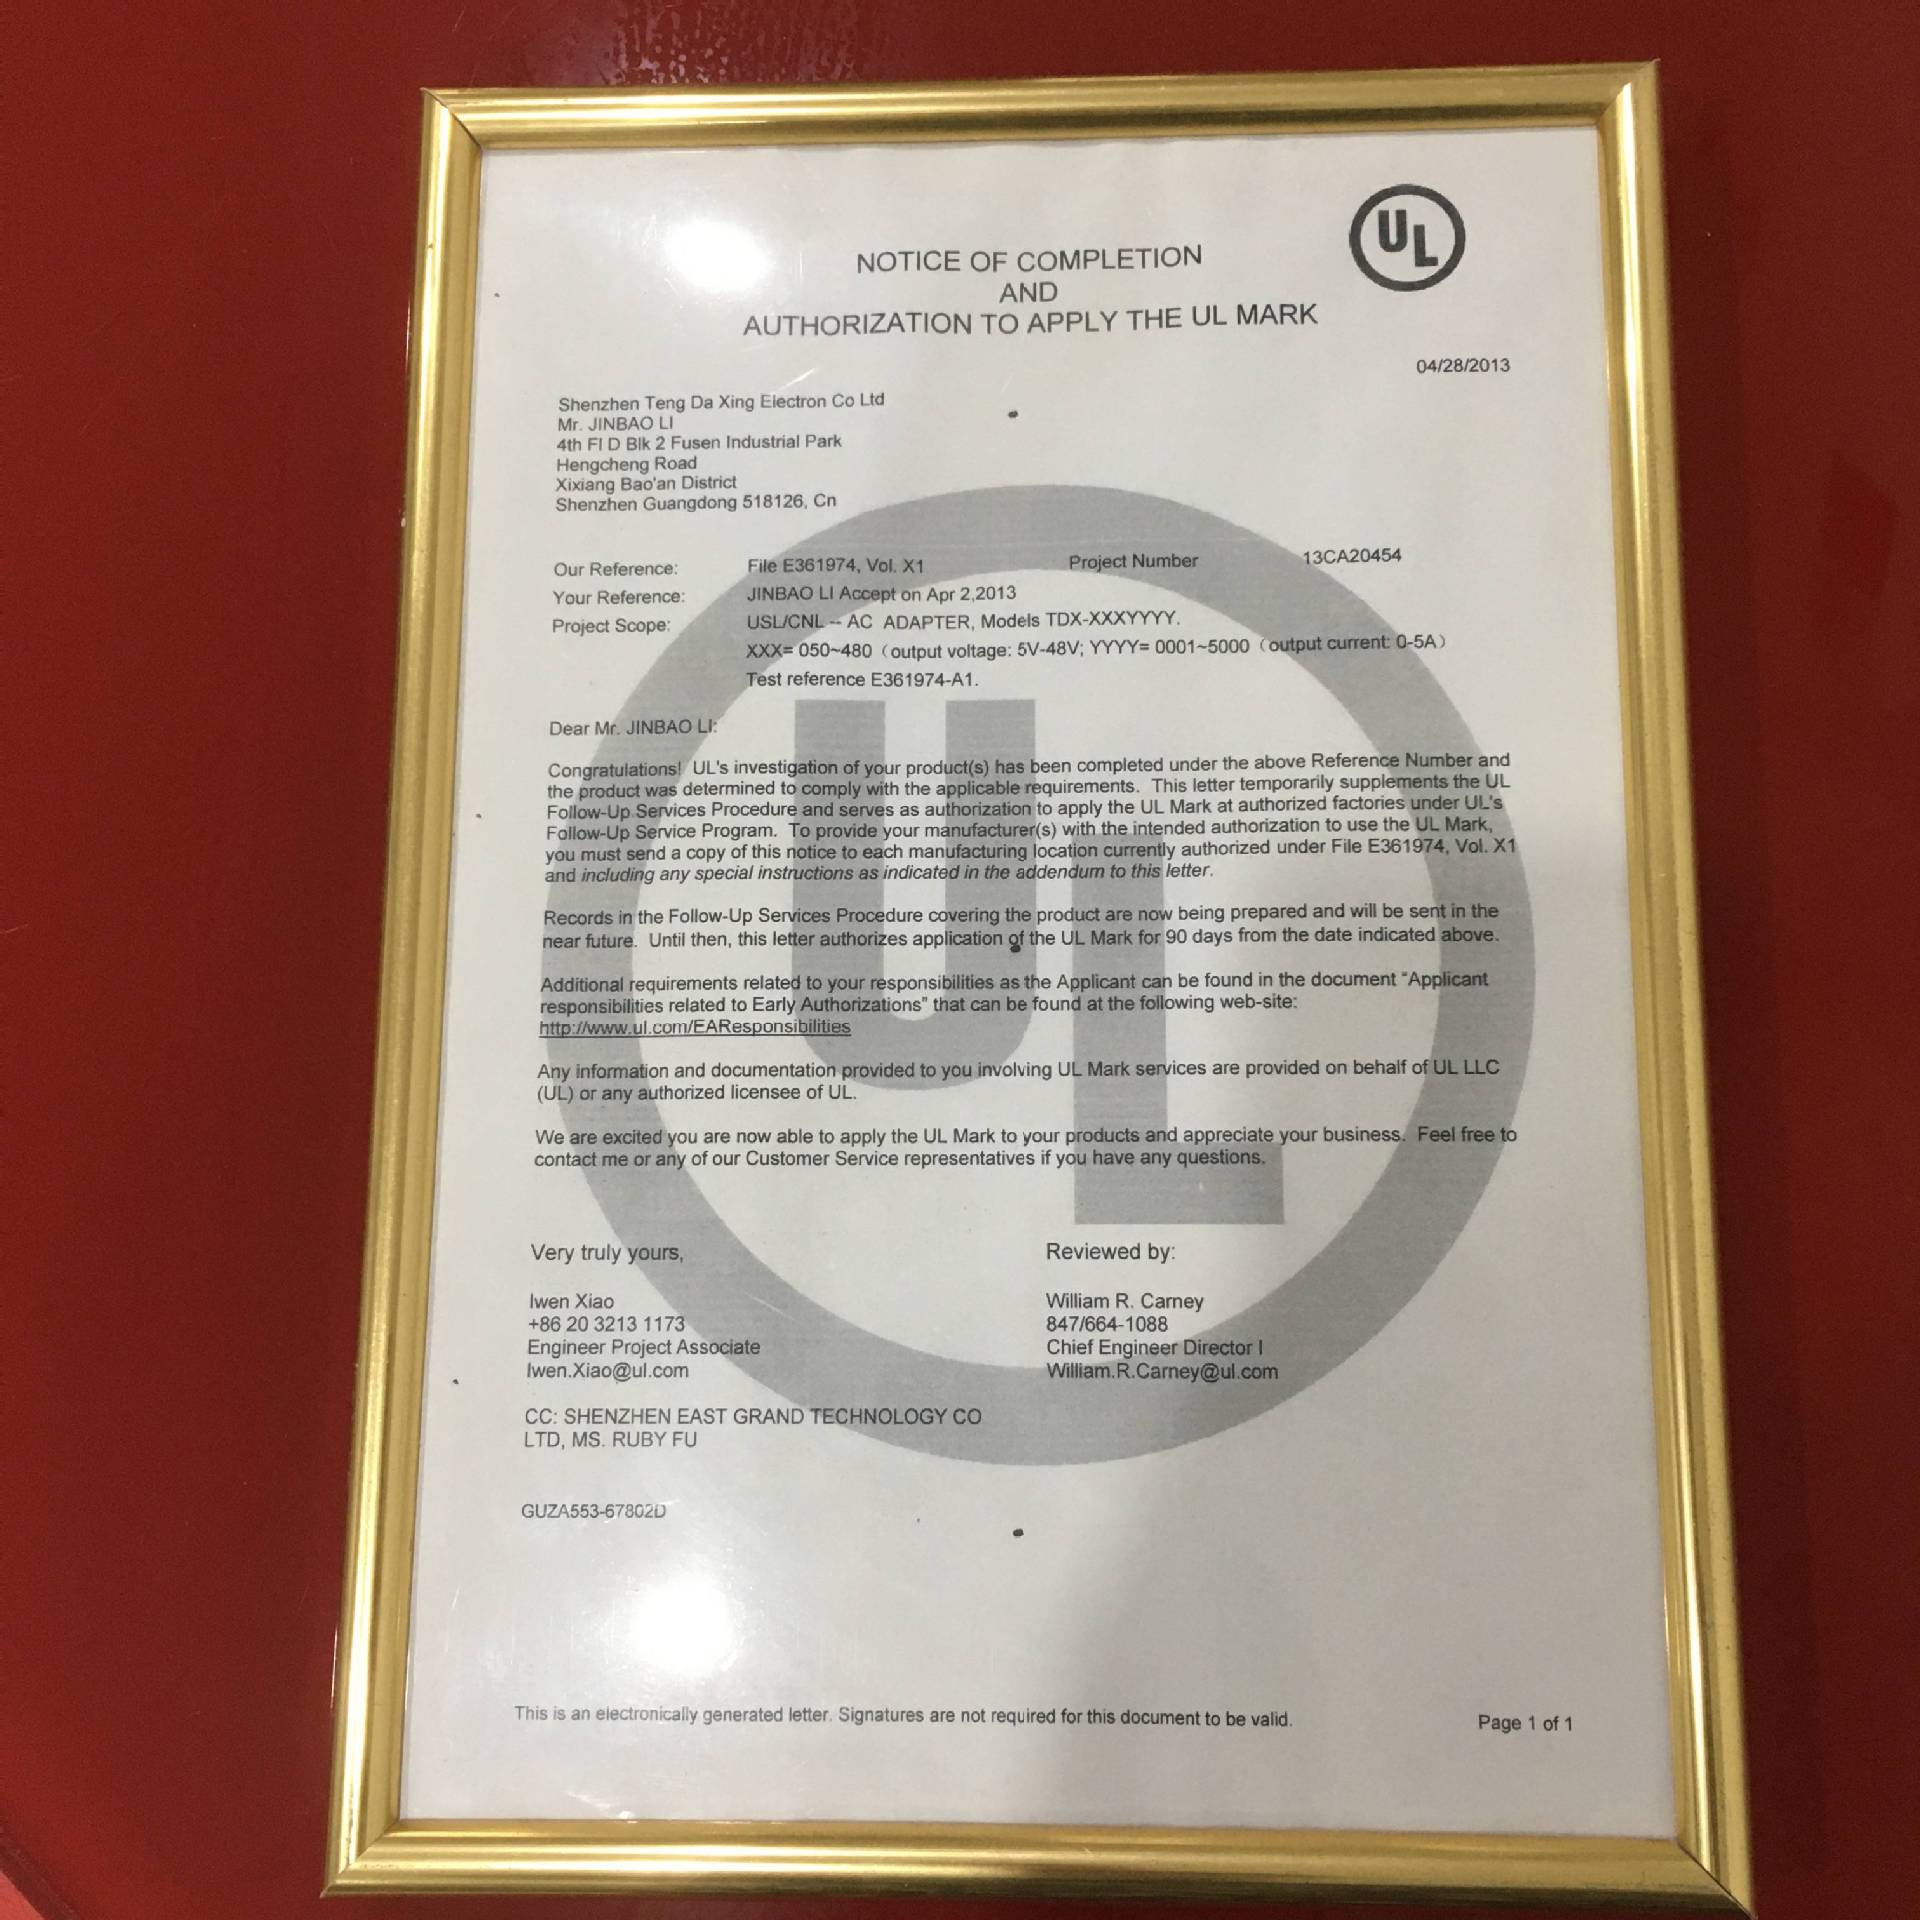 UL
NOTICE OF COMPLETION
AND
AUTHORIZATION TO APPLY THE UL MARK
04/28/2013
Shenzhen Teng Da Xing Electron Co Ltd
Mr. JINBAO LI
4th Fl D Blk 2 Fusen Industrial Park
Hengcheng Road
Xixiang Bao'an District
Shenzhen Guangdong 518126, Cn
Our Reference: File E361974, Vol. X1 Project Number 13CA20454
Your Reference: JINBAO LI Accept on Apr 2,2013
Project Scope: USL/CNL -- AC ADAPTER, Models TDX-XXXYYYY.
XXX= 050~480（output voltage: 5V-48V; YYYY= 0001~5000（output current: 0-5A）
Test reference E361974-A1.
Dear Mr. JINBAO LI:
Congratulations! UL's investigation of your product(s) has been completed under the above Reference Number and
the product was determined to comply with the applicable requirements. This letter temporarily supplements the UL
Follow-Up Services Procedure and serves as authorization to apply the UL Mark at authorized factories under UL's
Follow-Up Service Program. To provide your manufacturer(s) with the intended authorization to use the UL Mark,
you must send a copy of this notice to each manufacturing location currently authorized under File E361974, Vol. X1
and including any special instructions as indicated in the addendum to this letter.
Records in the Follow-Up Services Procedure covering the product are now being prepared and will be sent in the
near future. Until then, this letter authorizes application of the UL Mark for 90 days from the date indicated above.
Additional requirements related to your responsibilities as the Applicant can be found in the document “Applicant
responsibilities related to Early Authorizations” that can be found at the following web-site:
http://www.ul.com/EAResponsibilities
Any information and documentation provided to you involving UL Mark services are provided on behalf of UL LLC
(UL) or any authorized licensee of UL.
We are excited you are now able to apply the UL Mark to your products and appreciate your business. Feel free to
contact me or any of our Customer Service representatives if you have any questions.
Very truly yours, Reviewed by:
Iwen Xiao William R. Carney
+86 20 3213 1173 847/664-1088
Engineer Project Associate Chief Engineer Director I
Iwen.Xiao@ul.com William.R.Carney@ul.com
CC: SHENZHEN EAST GRAND TECHNOLOGY CO
LTD, MS. RUBY FU
GUZA553-67802D
This is an electronically generated letter. Signatures are not required for this document to be valid. Page 1 of 1
UL